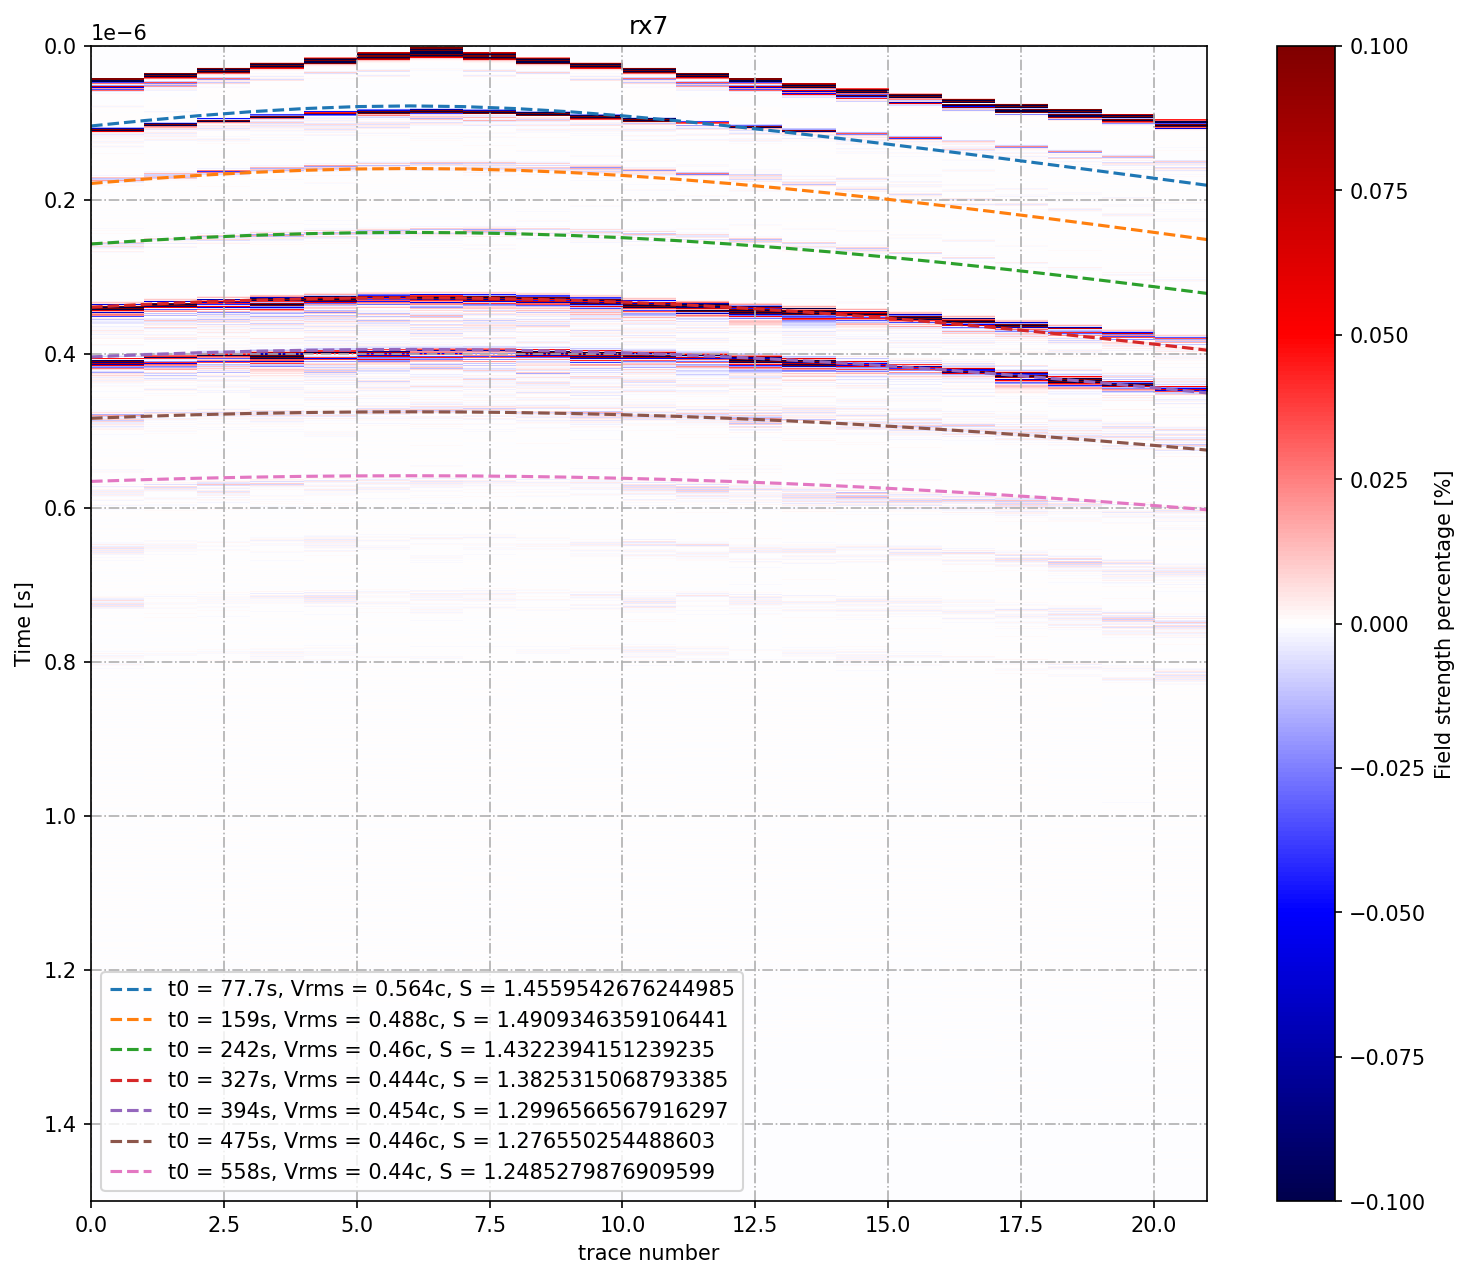 rx7
1e−6
0.0
0.2
0.4
0.6
0.8
1.0
1.2
1.4
Time [s]
t0 = 77.7s, Vrms = 0.564c, S = 1.4559542676244985
t0 = 159s, Vrms = 0.488c, S = 1.4909346359106441
t0 = 242s, Vrms = 0.46c, S = 1.4322394151239235
t0 = 327s, Vrms = 0.444c, S = 1.3825315068793385
t0 = 394s, Vrms = 0.454c, S = 1.2996566567916297
t0 = 475s, Vrms = 0.446c, S = 1.276550254488603
t0 = 558s, Vrms = 0.44c, S = 1.2485279876909599
0.0 2.5 5.0 7.5 10.0 12.5 15.0 17.5 20.0
trace number
0.100
0.075
0.050
0.025
0.000
−0.025
−0.050
−0.075
−0.100
Field strength percentage [%]